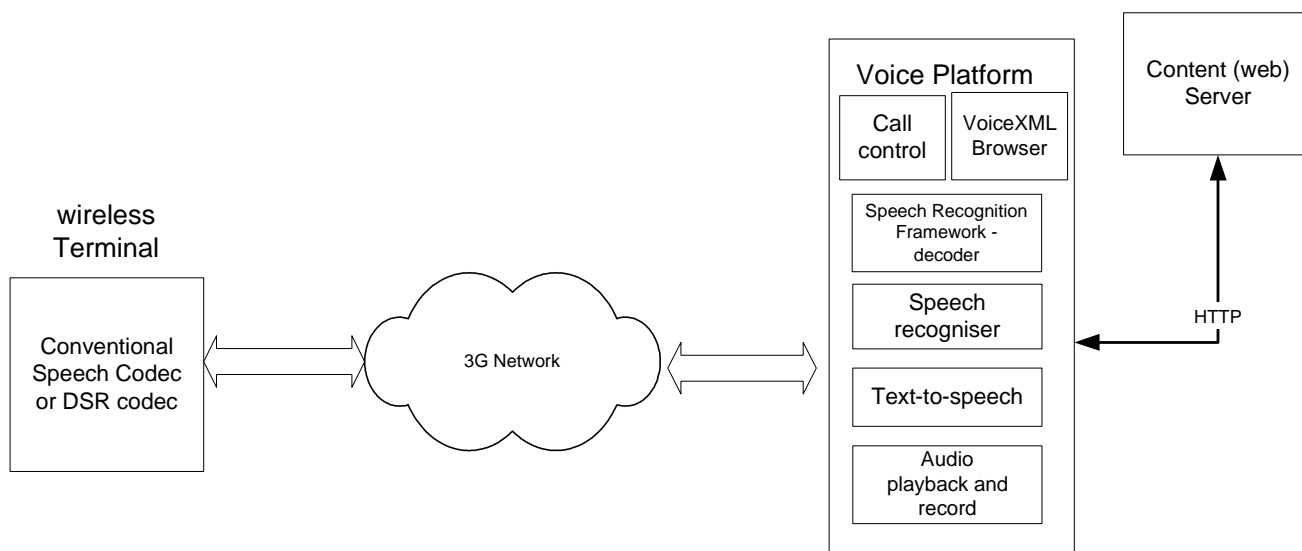 wireless
Terminal
Conventional
Speech Codec
or DSR codec
3G Network
Voice Platform
Call
control
VoiceXML
Browser
Speech Recognition
Framework -
decoder
Speech
recogniser
Text-to-speech
Audio
playback and
record
Content (web)
Server
HTTP